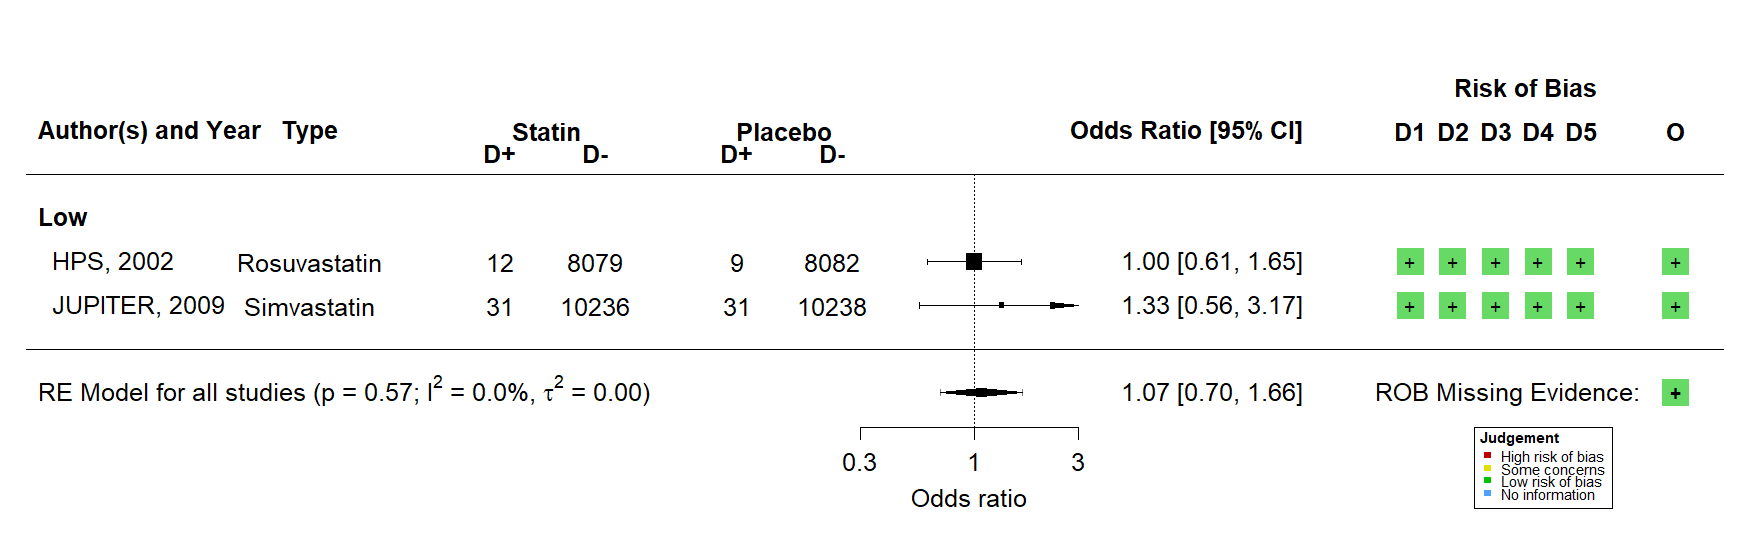 Risk of Bias
Author(s) and Year Type Statin Placebo Odds Ratio [95% CI] D1 D2 D3 D4 D5 O
D+ D- D+ D-
Low
HPS, 2002 Rosuvastatin 12 8079 9 8082 1.00 [0.61, 1.65] + + + + + +
JUPITER, 2009 Simvastatin 31 10236 31 10238 1.33 [0.56, 3.17] + + + + + +
RE Model for all studies (p = 0.57; I² = 0.0%, τ² = 0.00) 1.07 [0.70, 1.66] ROB Missing Evidence: +
0.3 1 3
Odds ratio
Judgement
High risk of bias
Some concerns
Low risk of bias
No information